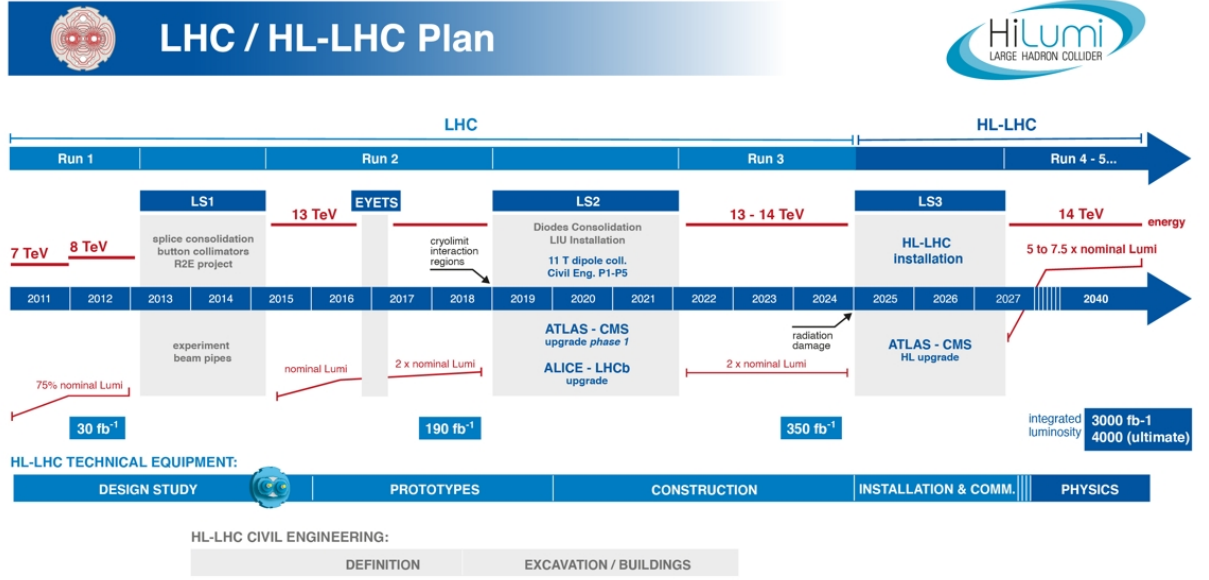 LHC / HL-LHC Plan
HiLumi
LARGE HADRON COLLIDER
LHC
HL-LHC
Run 1
Run 2
Run 3
Run 4 - 5...
LS1
EYETS
LS2
LS3
13 TeV
13 - 14 TeV
14 TeV
energy
7 TeV
8 TeV
splice consolidation
button collimators
R2E project
cryolimit
interaction
regions
Diodes Consolidation
LIU Installation
11 T dipole coll.
Civil Eng. P1-P5
HL-LHC
installation
5 to 7.5 x nominal Lumi
2011
2012
2013
2014
2015
2016
2017
2018
2019
2020
2021
2022
2023
2024
2025
2026
2027
2040
experiment
beam pipes
ATLAS - CMS
upgrade phase 1
ALICE - LHCb
upgrade
radiation
damage
ATLAS - CMS
HL upgrade
75% nominal Lumi
nominal Lumi
2 x nominal Lumi
2 x nominal Lumi
30 fb-1
190 fb-1
350 fb-1
integrated
luminosity
3000 fb-1
4000 (ultimate)
HL-LHC TECHNICAL EQUIPMENT:
DESIGN STUDY
PROTOTYPES
CONSTRUCTION
INSTALLATION & COMM.
PHYSICS
HL-LHC CIVIL ENGINEERING:
DEFINITION
EXCAVATION / BUILDINGS